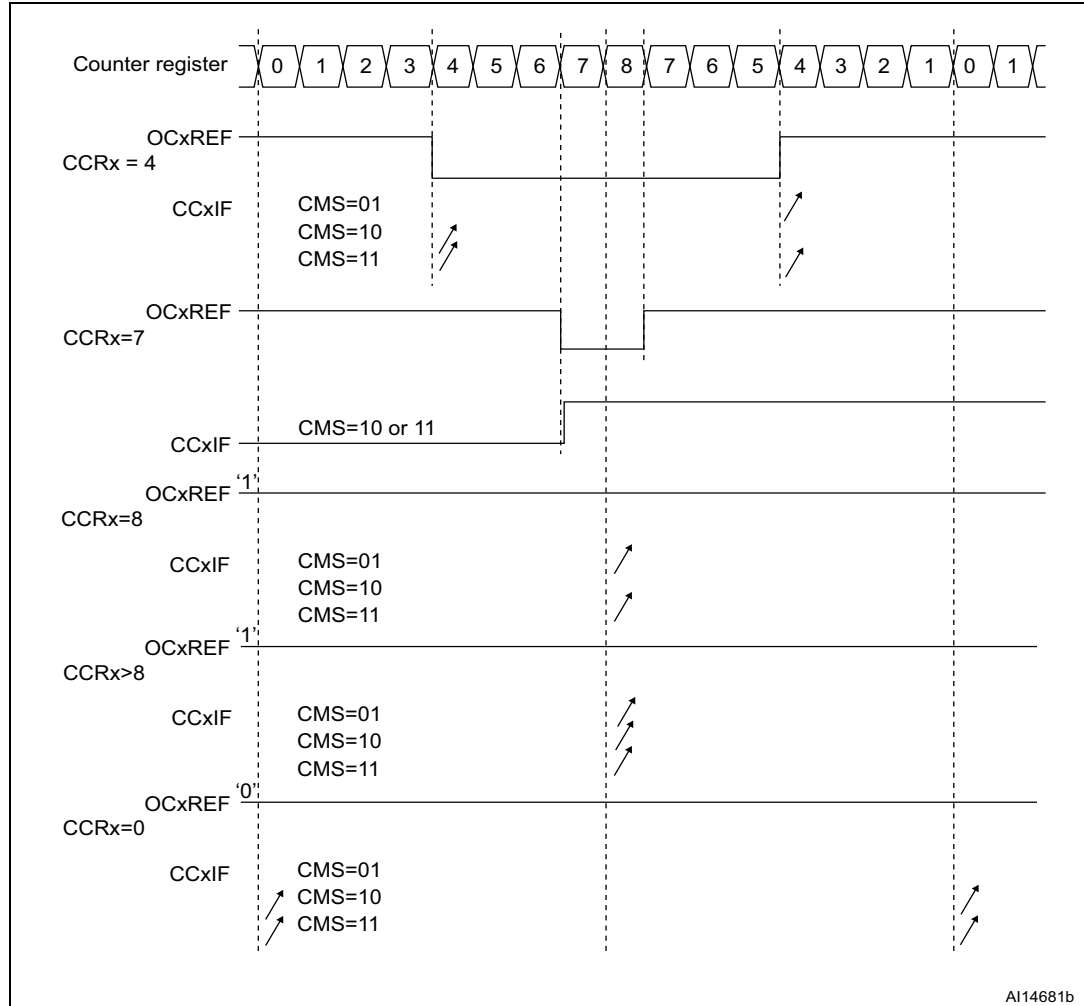 Counter register 0 1 2 3 4 5 6 7 8 7 6 5 4 3 2 1 0 1
OCxREF
CCRx = 4
CCxIF
CMS=01
CMS=10
CMS=11
OCxREF
CCRx=7
CMS=10 or 11
CCxIF
OCxREF '1'
CCRx=8
CCxIF
CMS=01
CMS=10
CMS=11
OCxREF '1'
CCRx>8
CCxIF
CMS=01
CMS=10
CMS=11
OCxREF '0'
CCRx=0
CCxIF
CMS=01
CMS=10
CMS=11
AI14681b